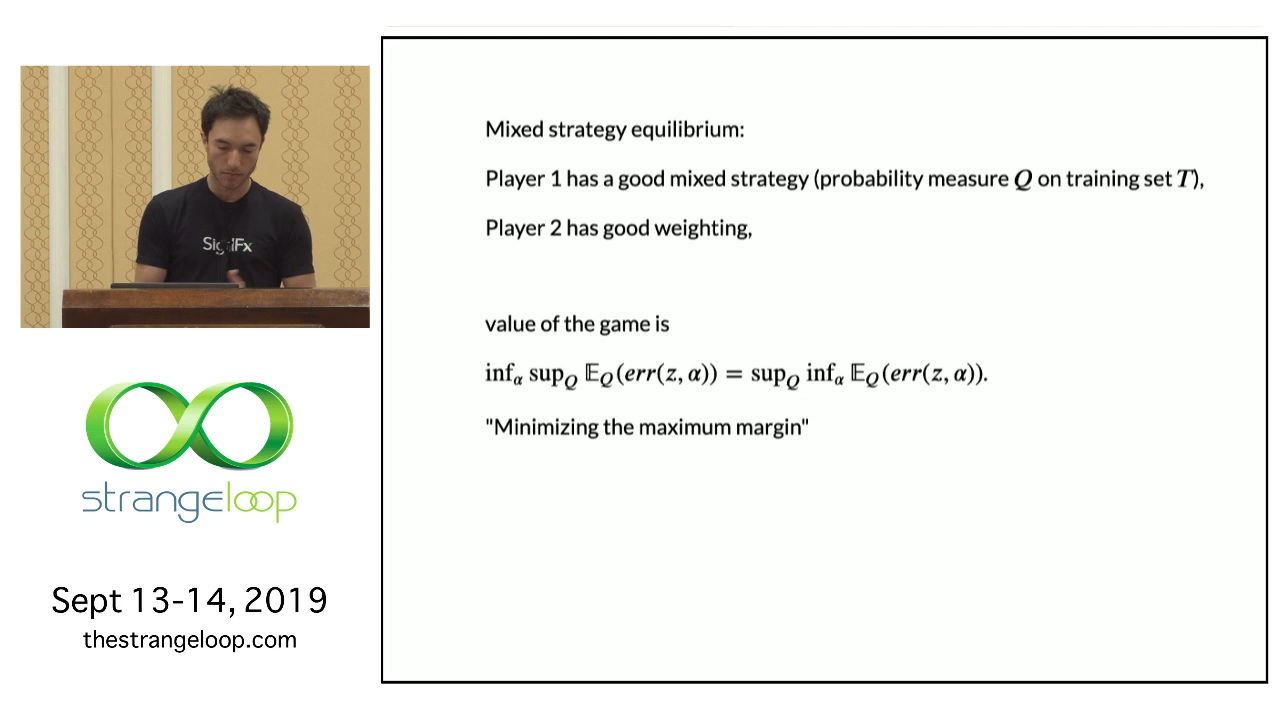 SignalFx
strangeloop
Sept 13-14, 2019
thestrangeloop.com
Mixed strategy equilibrium:
Player 1 has a good mixed strategy (probability measure Q on training set T),
Player 2 has good weighting,
value of the game is
inf_α sup_Q 𝔼_Q(err(z, α)) = sup_Q inf_α 𝔼_Q(err(z, α)).
"Minimizing the maximum margin"